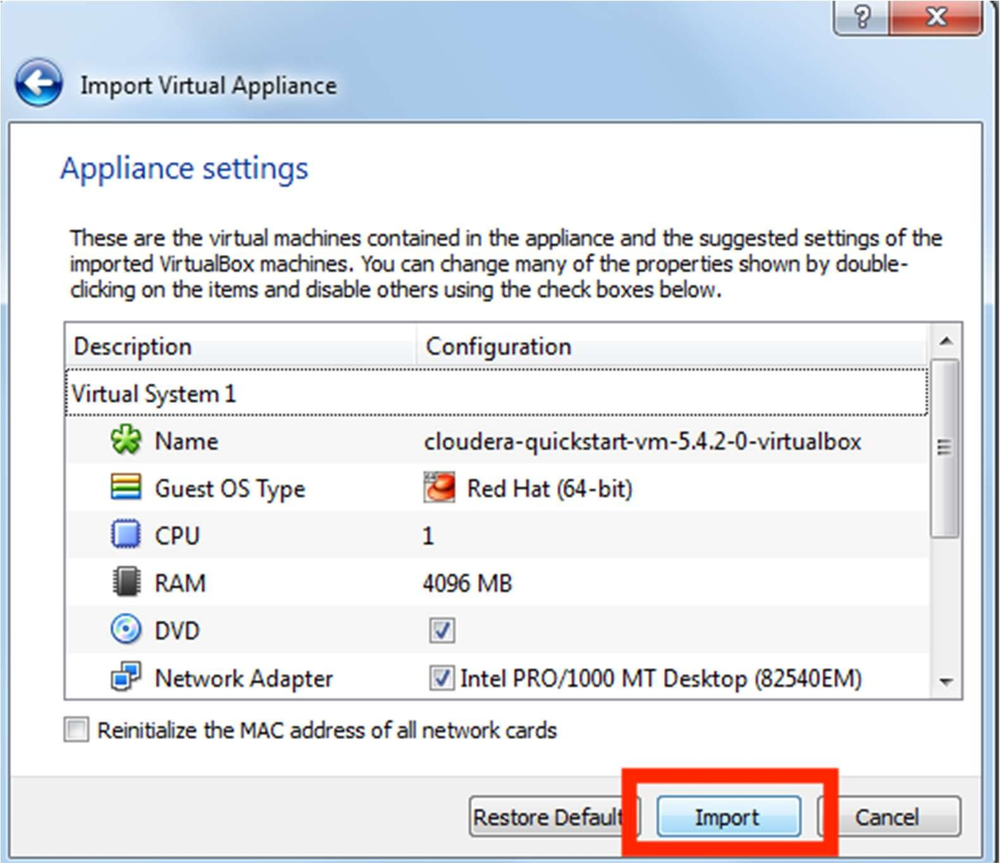 Import Virtual Appliance
Appliance settings
These are the virtual machines contained in the appliance and the suggested settings of the
imported VirtualBox machines. You can change many of the properties shown by double-
clicking on the items and disable others using the check boxes below.
Description Configuration
Virtual System 1
Name cloudera-quickstart-vm-5.4.2-0-virtualbox
Guest OS Type Red Hat (64-bit)
CPU 1
RAM 4096 MB
DVD
Network Adapter Intel PRO/1000 MT Desktop (82540EM)
Reinitialize the MAC address of all network cards
Restore Default Import Cancel